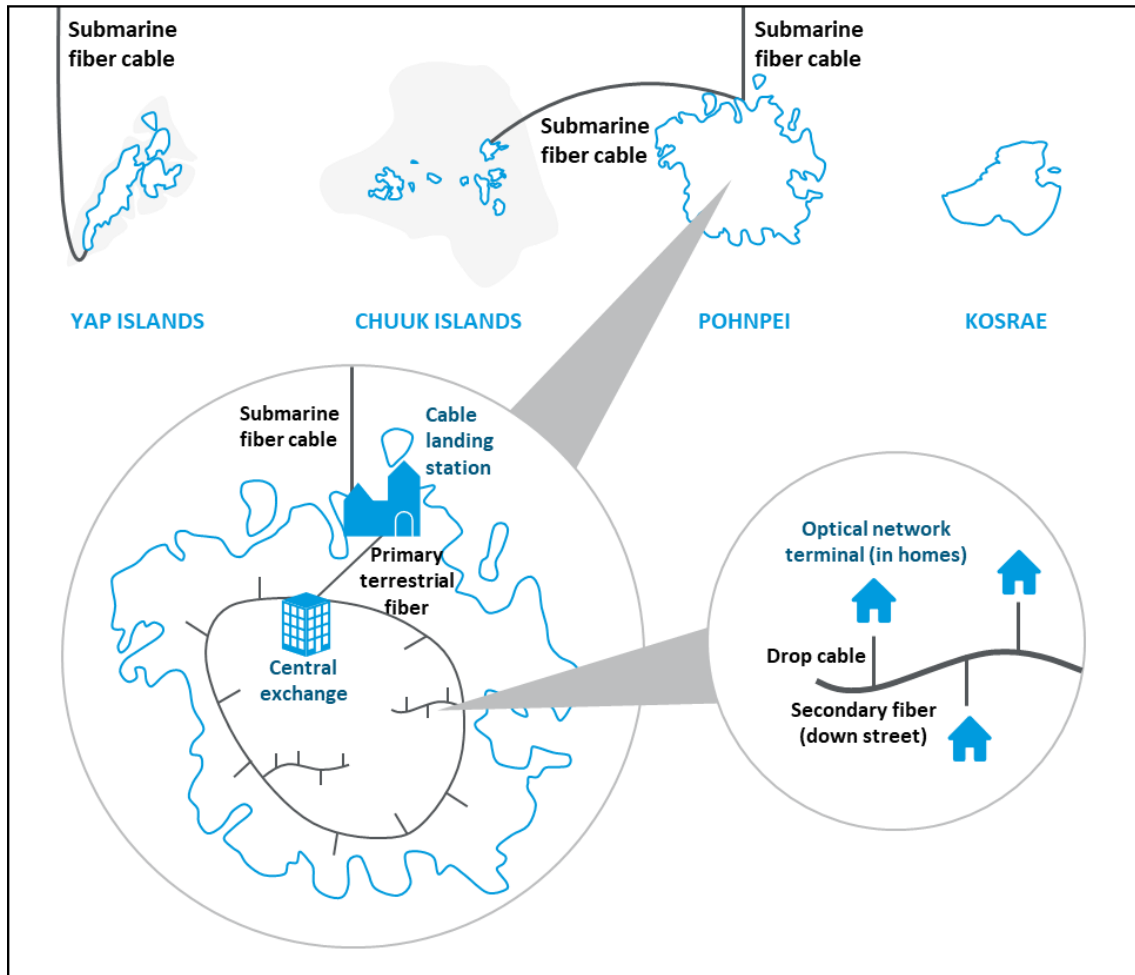 Submarine
fiber cable
Submarine
fiber cable
Submarine
fiber cable
YAP ISLANDS
CHUUK ISLANDS
POHNPEI
KOSRAE
Submarine
fiber cable
Cable
landing
station
Primary
terrestrial
fiber
Central
exchange
Optical network
terminal (in homes)
Drop cable
Secondary fiber
(down street)